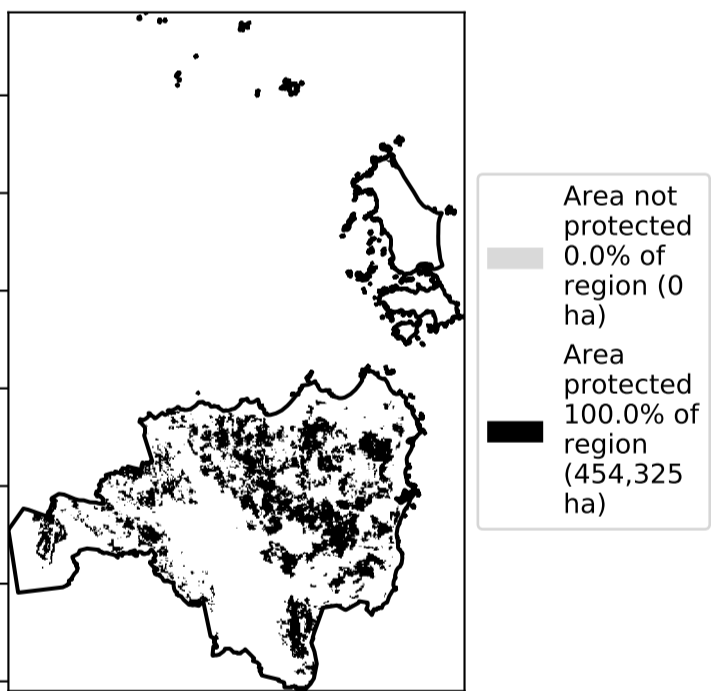 Area not
protected
0.0% of
region (0
ha)
Area
protected
100.0% of
region
(454,325
ha)